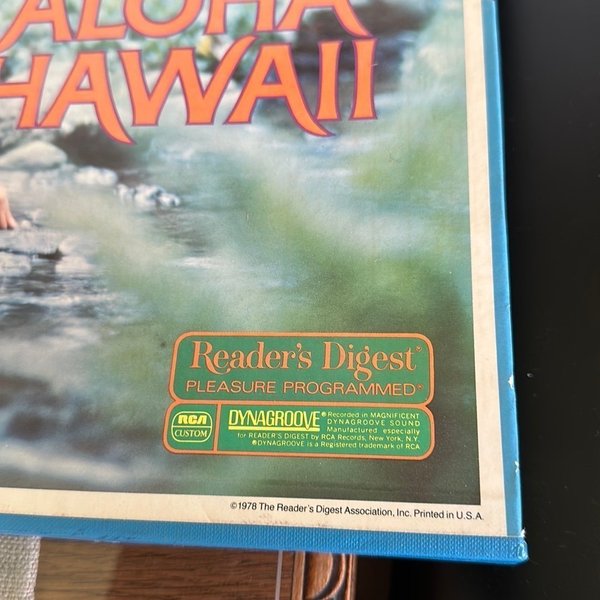 ALOHA
HAWAII
Reader's Digest®
PLEASURE PROGRAMMED®
RCA
CUSTOM
DYNAGROOVE ® Recorded in MAGNIFICENT
DYNAGROOVE SOUND
Manufactured especially
for READER'S DIGEST by RCA Records, New York, N.Y.
®DYNAGROOVE is a Registered trademark of RCA
©1978 The Reader's Digest Association, Inc. Printed in U.S.A.